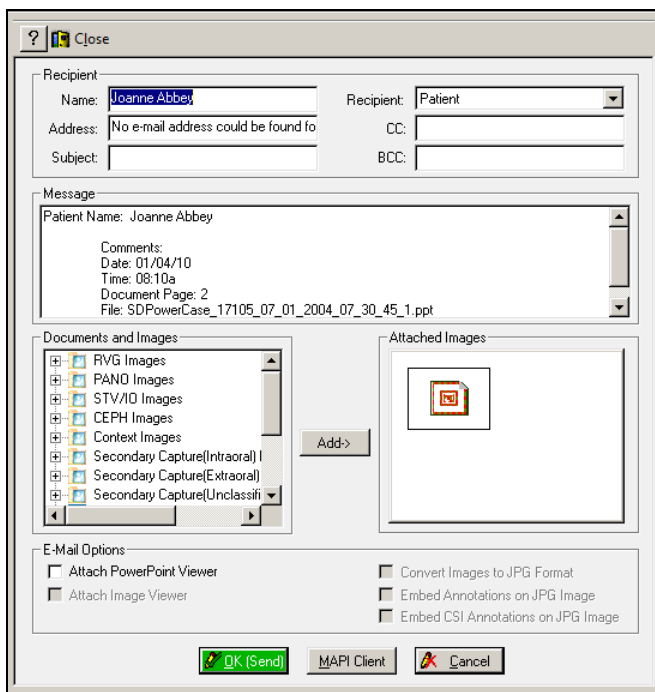 ? Close
Recipient
Name: Joanne Abbey
Recipient: Patient
Address: No e-mail address could be found fo
CC:
Subject:
BCC:
Message
Patient Name: Joanne Abbey
Comments:
Date: 01/04/10
Time: 08:10a
Document Page: 2
File: SDPowerCase_17105_07_01_2004_07_30_45_1.ppt
Documents and Images
RVG Images
PANO Images
STV/IO Images
CEPH Images
Context Images
Secondary Capture(Intraoral) I
Secondary Capture(Extraoral)
Secondary Capture(Unclassifi
Add->
Attached Images
E-Mail Options
Attach PowerPoint Viewer
Attach Image Viewer
Convert Images to JPG Format
Embed Annotations on JPG Image
Embed CSI Annotations on JPG Image
OK (Send)
MAPI Client
Cancel